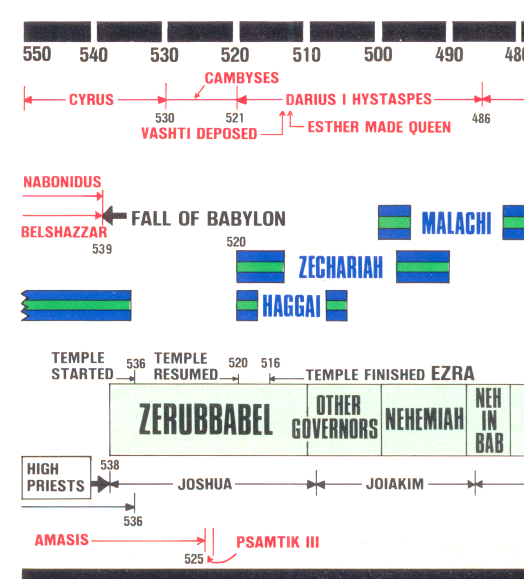 550 540 530 520 510 500 490 480
CAMBYSES
CYRUS DARIUS I HYSTASPES
530 521 486
VASHTI DEPOSED ESTHER MADE QUEEN
NABONIDUS
FALL OF BABYLON MALACHI
BELSHAZZAR
539 520
ZECHARIAH
HAGGAI
TEMPLE STARTED
536
TEMPLE RESUMED
520 516
TEMPLE FINISHED EZRA
ZERUBBABEL
OTHER GOVERNORS
NEHEMIAH
NEH IN BAB
HIGH PRIESTS
538
JOSHUA JOIAKIM
536
AMASIS PSAMTIK III
525